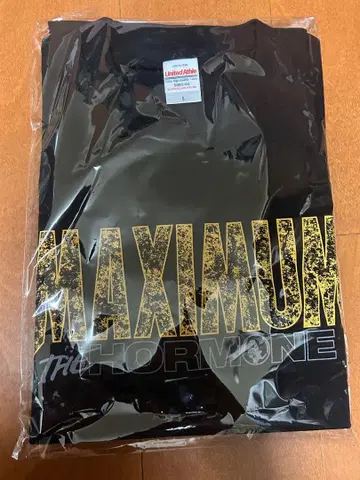 United Athle
L
MAXIMUM
THE HORMONE